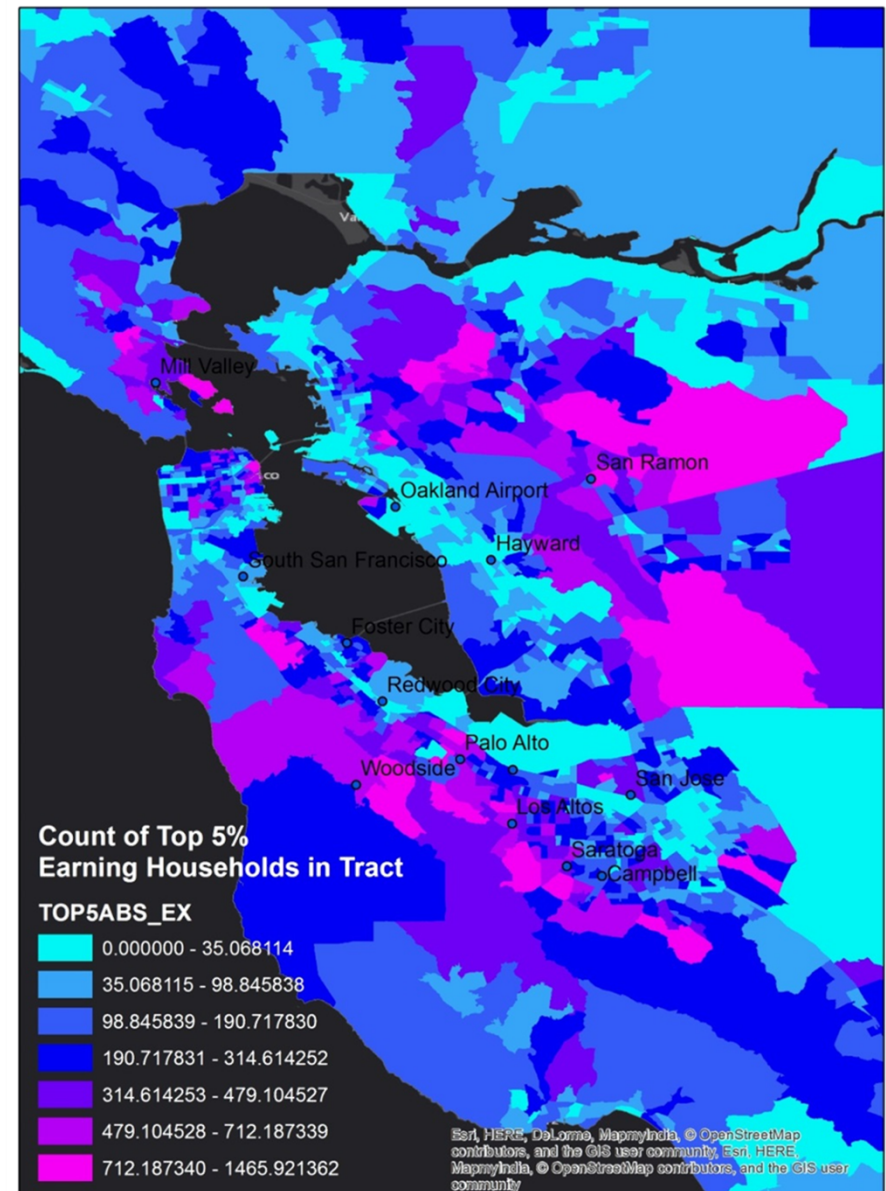 Va
Mill Valley
San Ramon
CO
Oakland Airport
Hayward
South San Francisco
Foster City
Redwood City
Palo Alto
Woodside
San Jose
Los Altos
Saratoga
Campbell
Count of Top 5%
Earning Households in Tract
TOP5ABS_EX
0.000000 - 35.068114
35.068115 - 98.845838
98.845839 - 190.717830
190.717831 - 314.614252
314.614253 - 479.104527
479.104528 - 712.187339
712.187340 - 1465.921362
Esri, HERE, DeLorme, MapmyIndia, © OpenStreetMap
contributors, and the GIS user community, Esri, HERE,
MapmyIndia, © OpenStreetMap contributors, and the GIS user
community